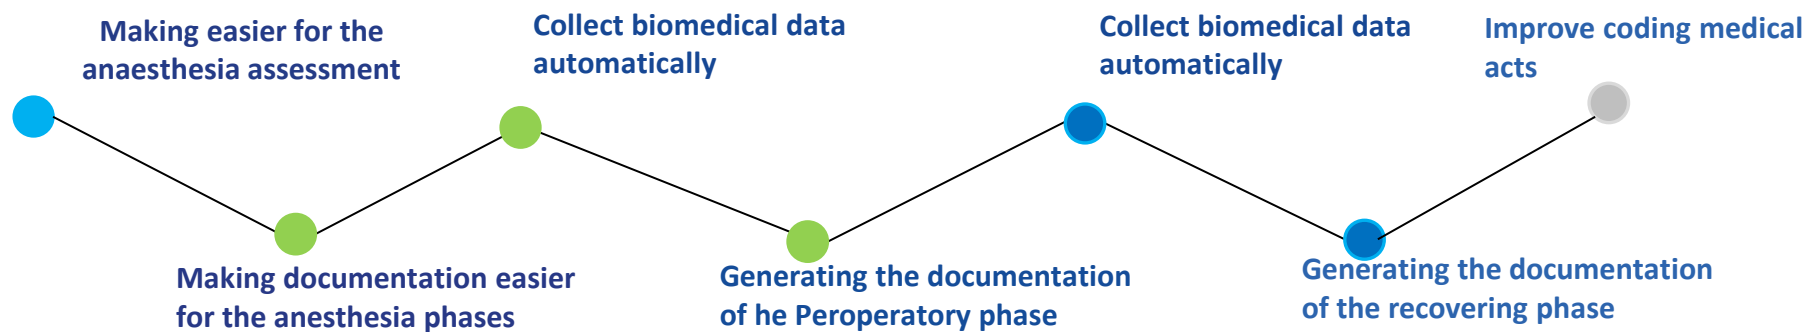 Making easier for the
anaesthesia assessment
Making documentation easier
for the anesthesia phases
Collect biomedical data
automatically
Generating the documentation
of he Peroperatory phase
Collect biomedical data
automatically
Generating the documentation
of the recovering phase
Improve coding medical
acts